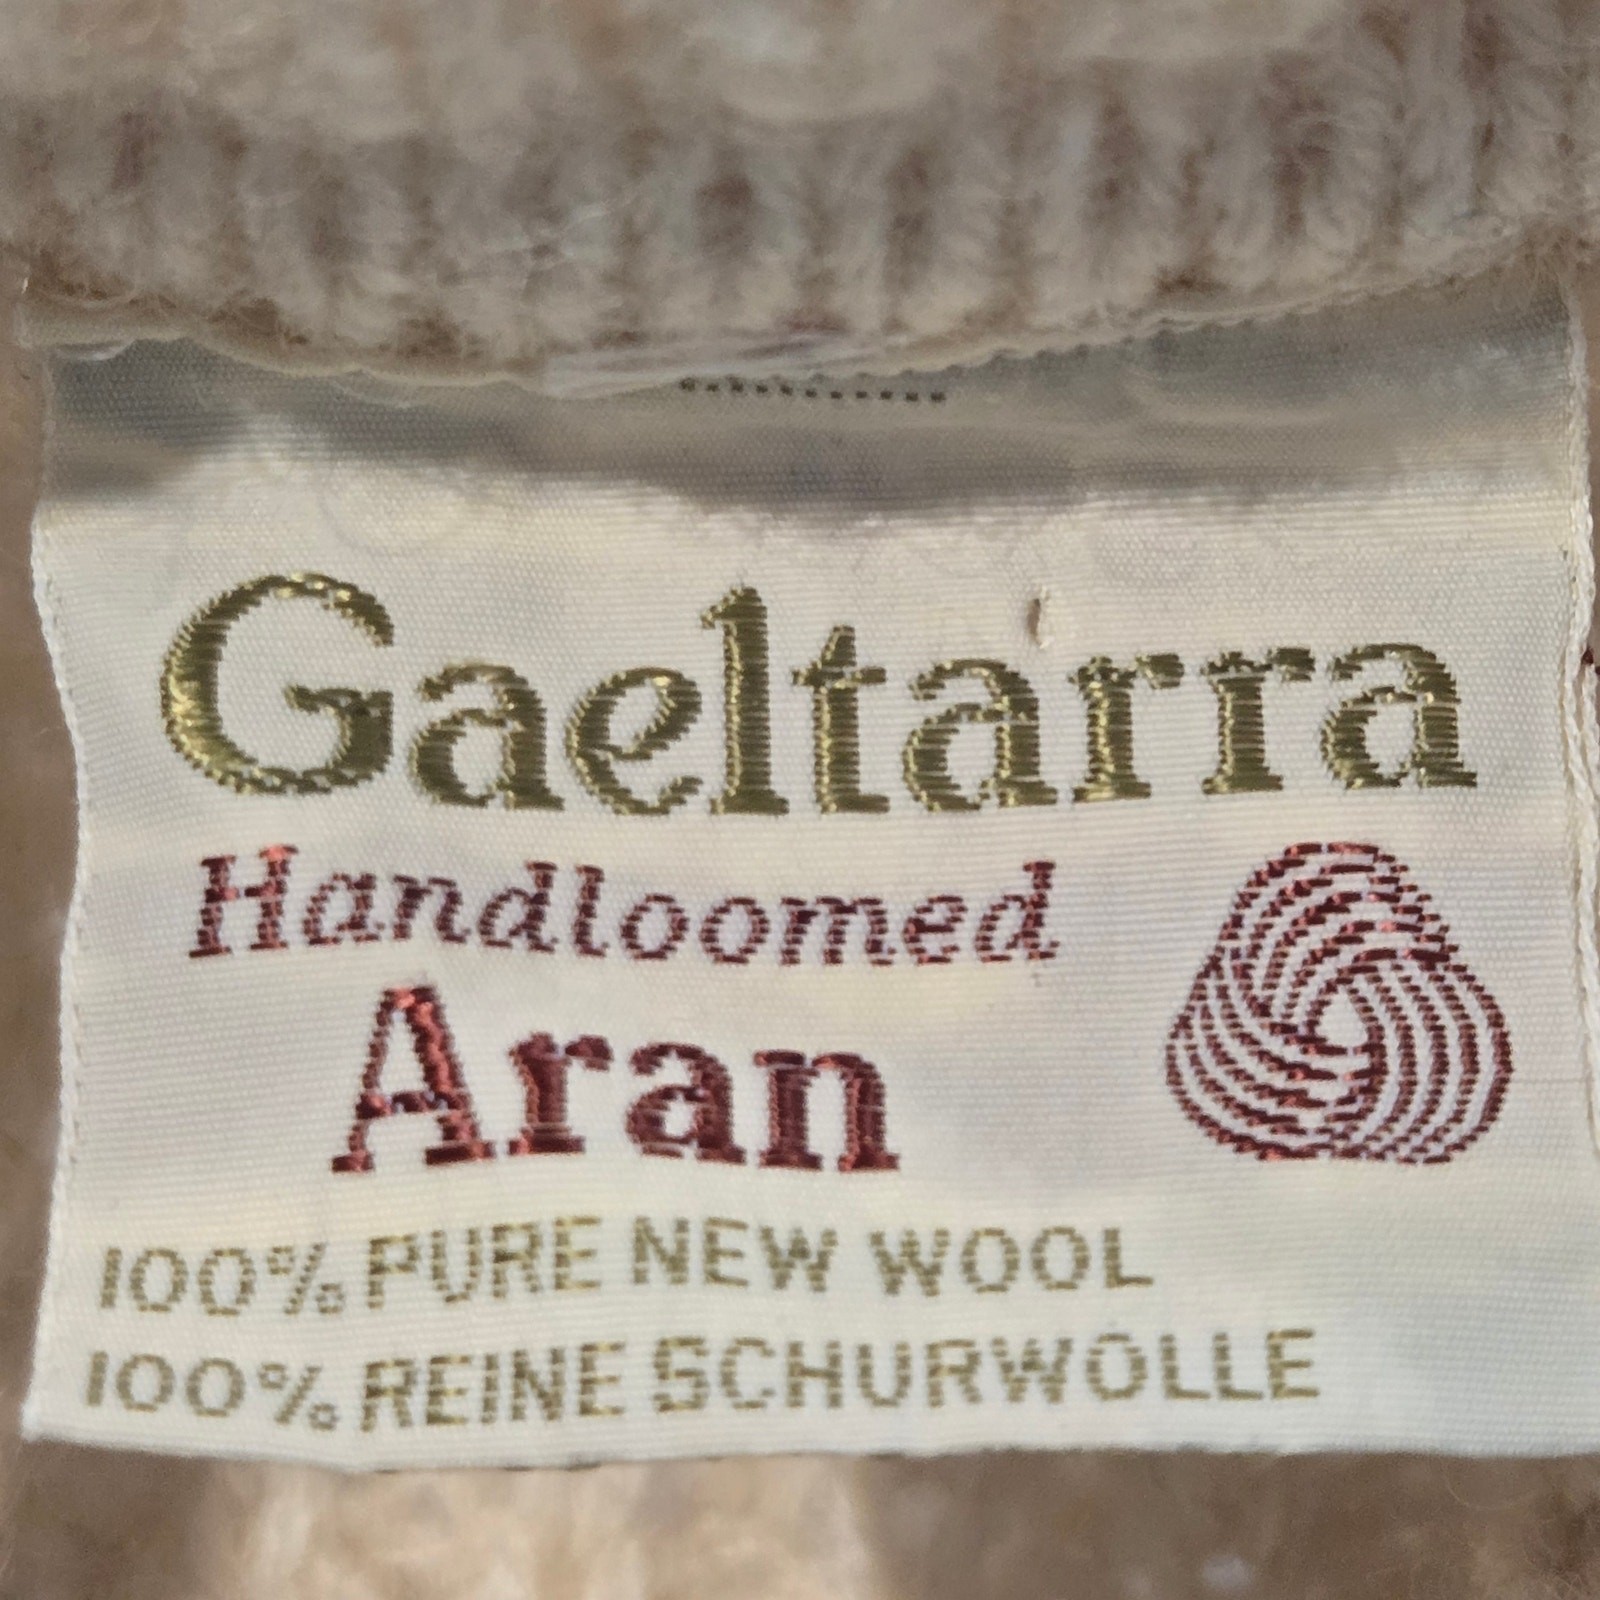 Gaeltarra
Handloomed
Aran
100% PURE NEW WOOL
100% REINE SCHURWOLLE